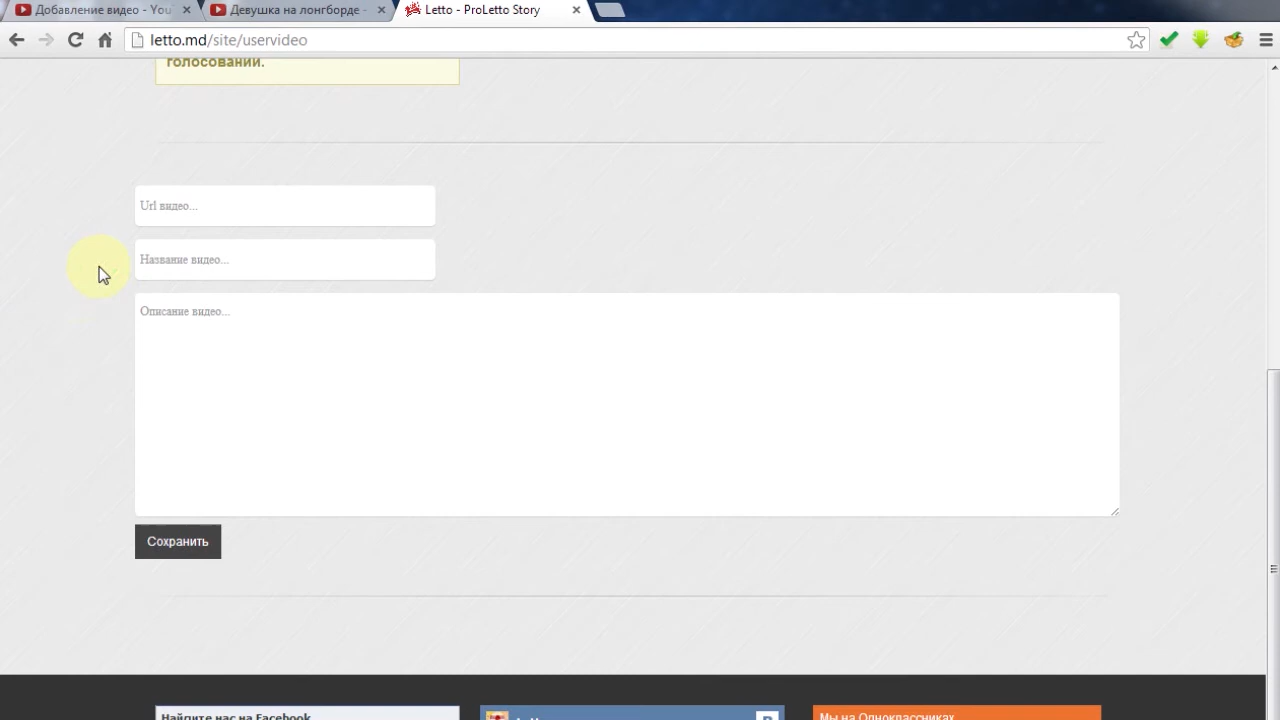 Добавление видео - You
Девушка на лонгборде -
Letto - ProLetto Story
letto.md/site/uservideo
голосовании.
Url видео...
Название видео...
Описание видео...
Сохранить
Найдите нас на Facebook
Мы на Одноклассниках